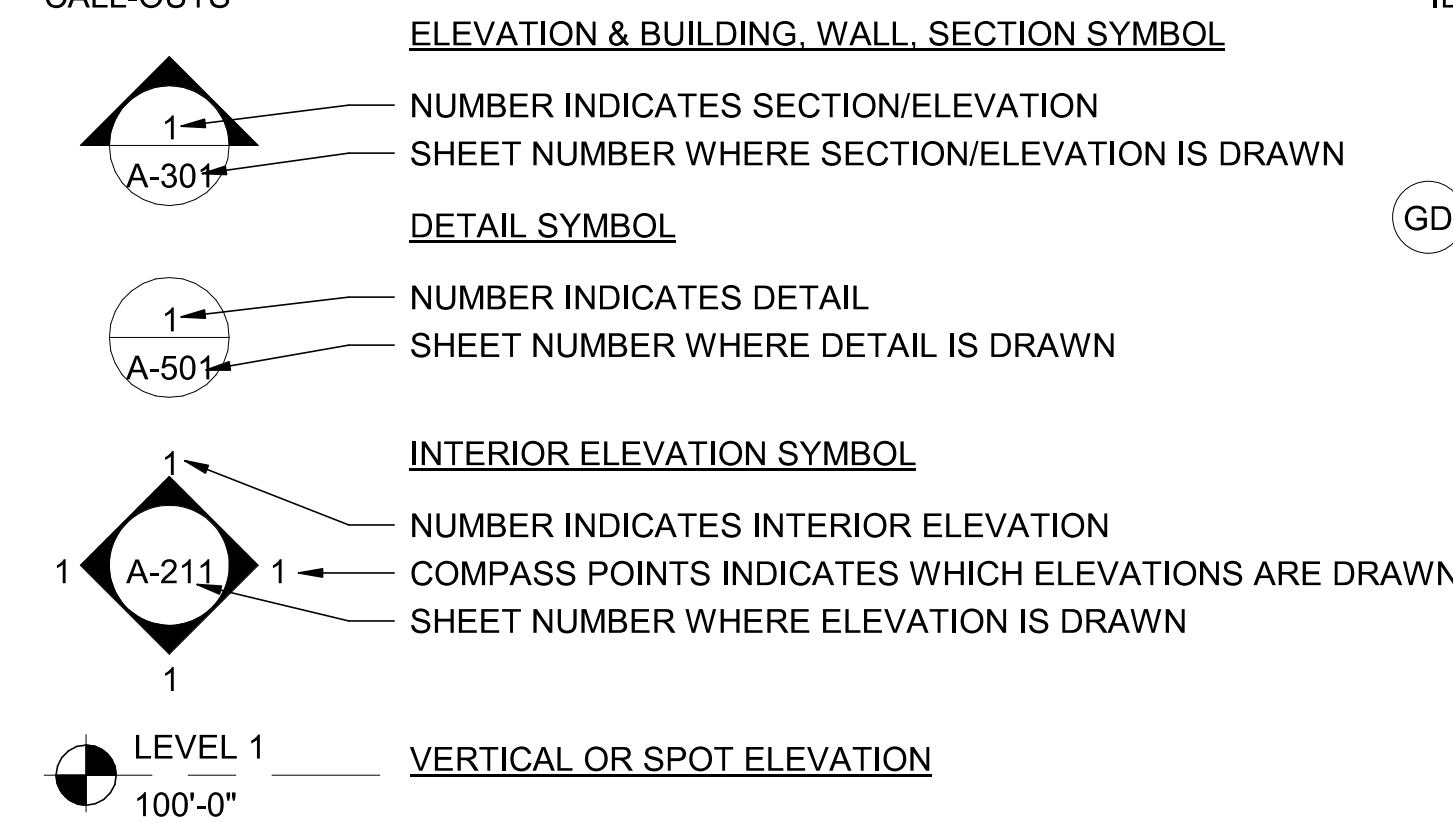 CALL-OUTS
ELEVATION & BUILDING, WALL, SECTION SYMBOL
1
NUMBER INDICATES SECTION/ELEVATION
A-301
SHEET NUMBER WHERE SECTION/ELEVATION IS DRAWN
DETAIL SYMBOL
GD
1
NUMBER INDICATES DETAIL
A-501
SHEET NUMBER WHERE DETAIL IS DRAWN
1
INTERIOR ELEVATION SYMBOL
NUMBER INDICATES INTERIOR ELEVATION
1
A-211
1
COMPASS POINTS INDICATES WHICH ELEVATIONS ARE DRAWN
SHEET NUMBER WHERE ELEVATION IS DRAWN
1
LEVEL 1
VERTICAL OR SPOT ELEVATION
100'-0"